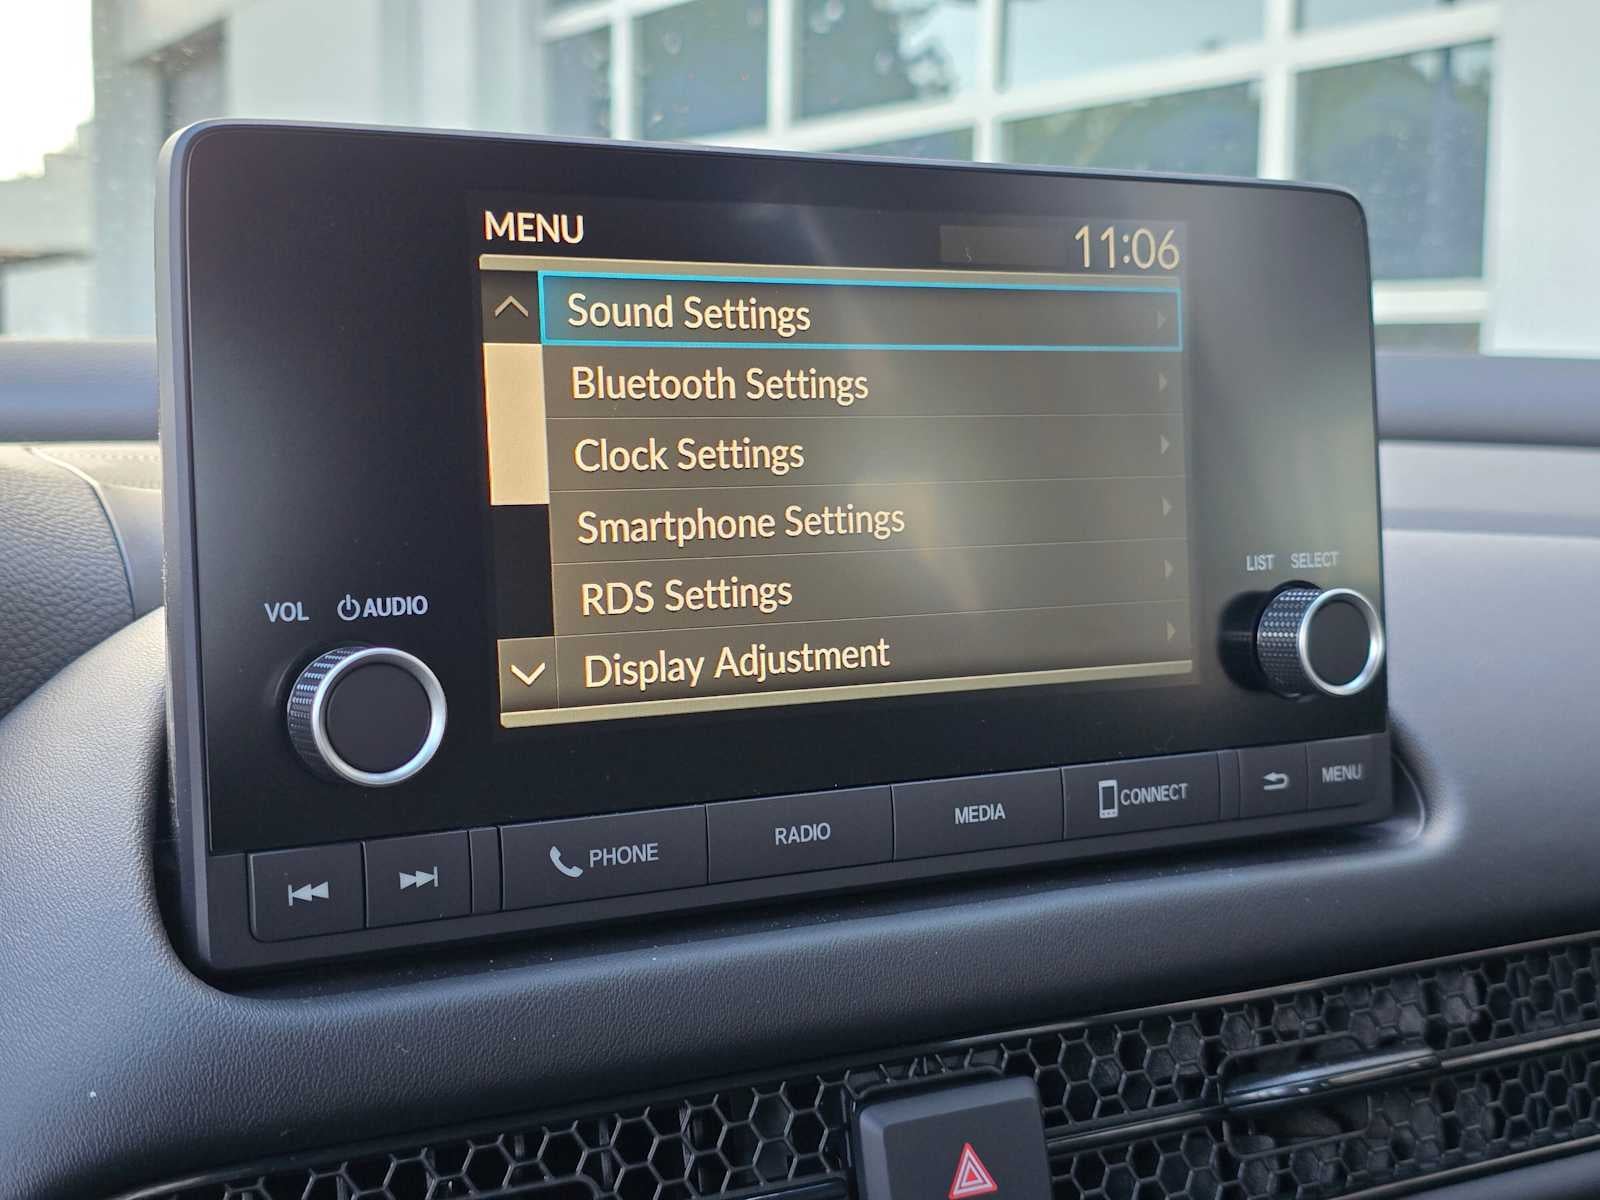 MENU
11:06
Sound Settings
Bluetooth Settings
Clock Settings
Smartphone Settings
RDS Settings
Display Adjustment
VOL AUDIO
LIST SELECT
PHONE
RADIO
MEDIA
CONNECT
MENU